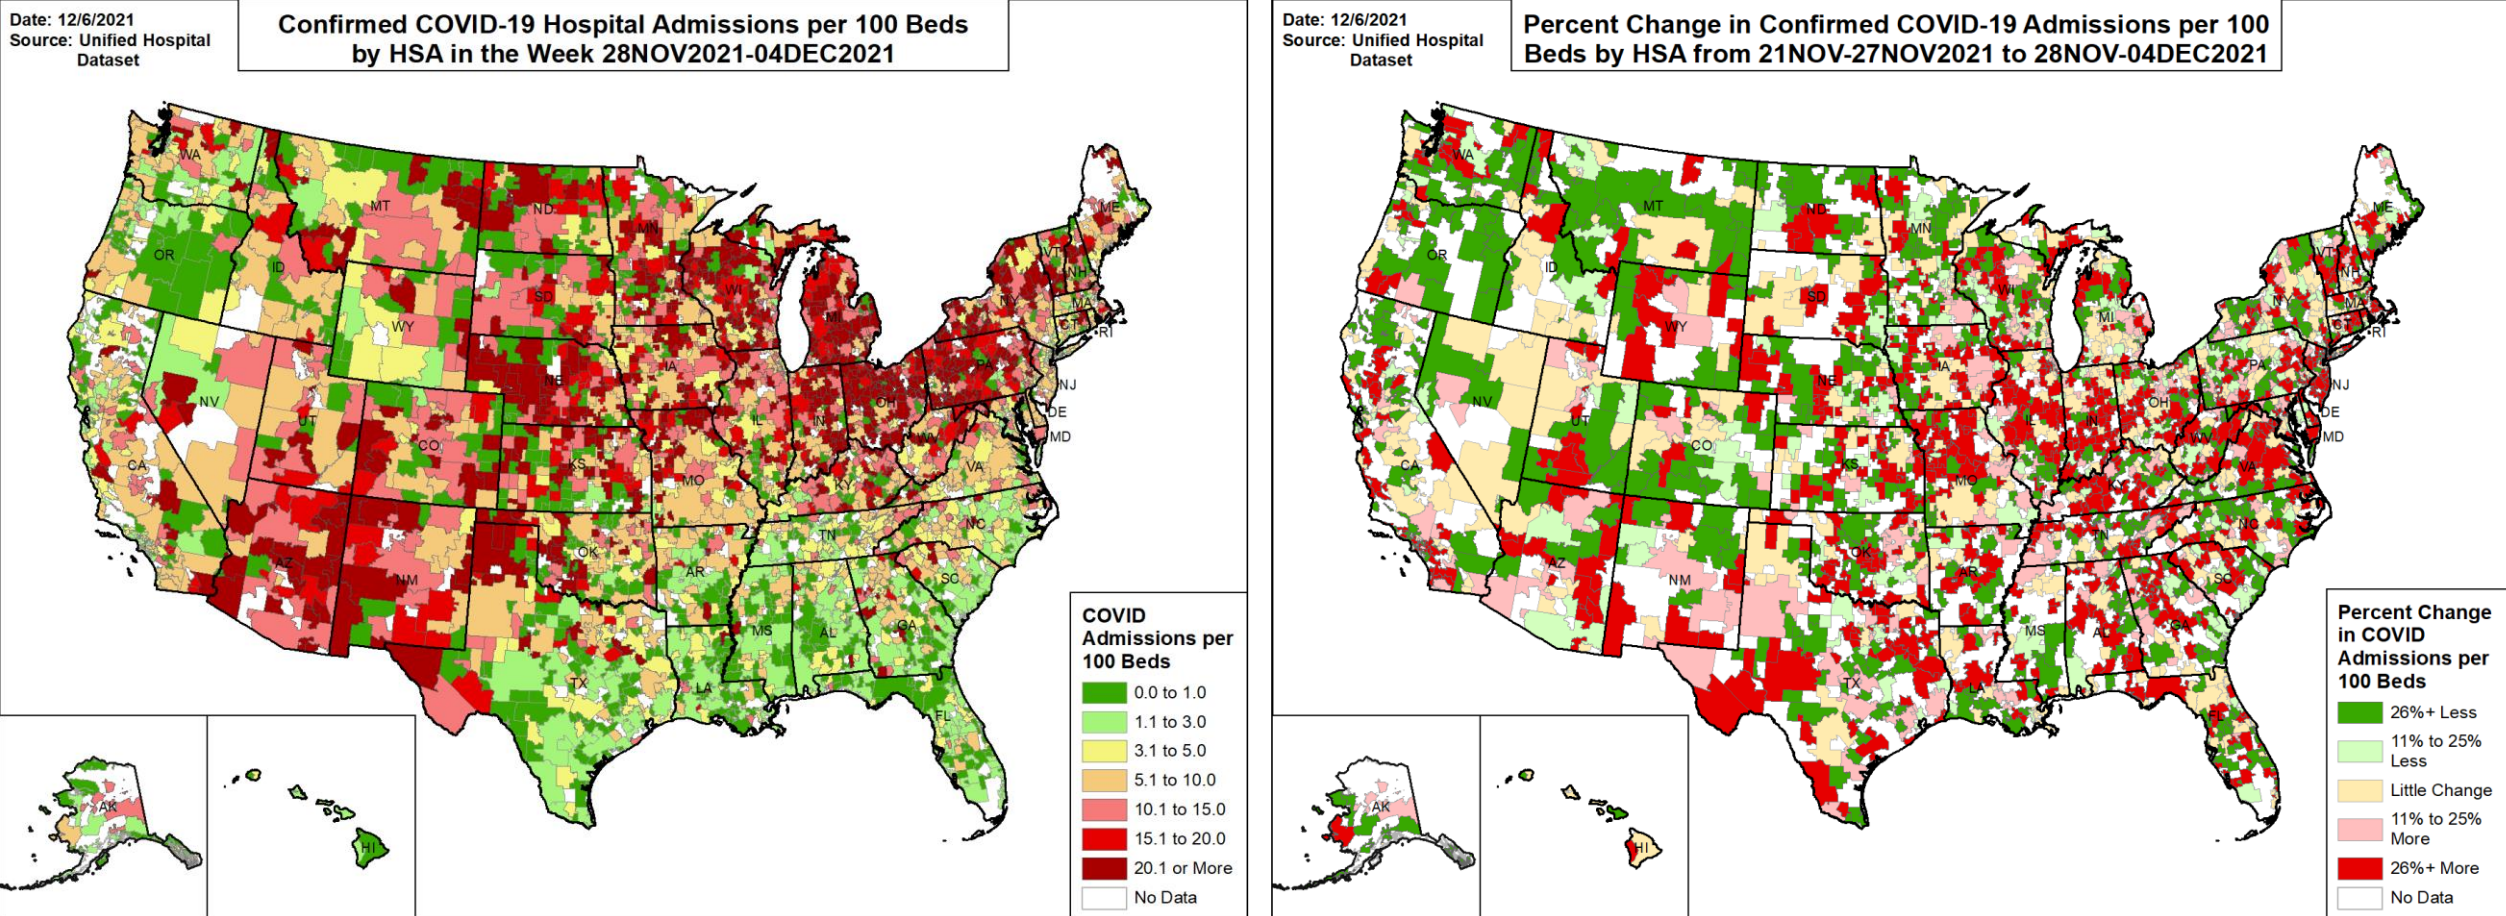 Date: 12/6/2021
Source: Unified Hospital
Dataset
Confirmed COVID-19 Hospital Admissions per 100 Beds
by HSA in the Week 28NOV2021-04DEC2021
WA
MT
ND
MN
ME
OR
ID
SD
WI
MI
VT
NH
NY
MA
CT
RI
WY
NE
IA
PA
NJ
NV
UT
CO
IL
IN
OH
DE
MD
WV
CA
KS
MO
KY
VA
AZ
NM
OK
AR
TN
NC
SC
TX
LA
MS
AL
GA
FL
AK
HI
COVID
Admissions per
100 Beds
0.0 to 1.0
1.1 to 3.0
3.1 to 5.0
5.1 to 10.0
10.1 to 15.0
15.1 to 20.0
20.1 or More
No Data
Date: 12/6/2021
Source: Unified Hospital
Dataset
Percent Change in Confirmed COVID-19 Admissions per 100
Beds by HSA from 21NOV-27NOV2021 to 28NOV-04DEC2021
WA
MT
ND
MN
ME
OR
ID
SD
WI
MI
VT
NH
NY
MA
CT
RI
WY
NE
IA
PA
NJ
NV
UT
CO
IL
IN
OH
DE
MD
WV
CA
KS
MO
KY
VA
AZ
NM
OK
AR
TN
NC
SC
TX
LA
MS
AL
GA
FL
AK
HI
Percent Change
in COVID
Admissions per
100 Beds
26%+ Less
11% to 25%
Less
Little Change
11% to 25%
More
26%+ More
No Data